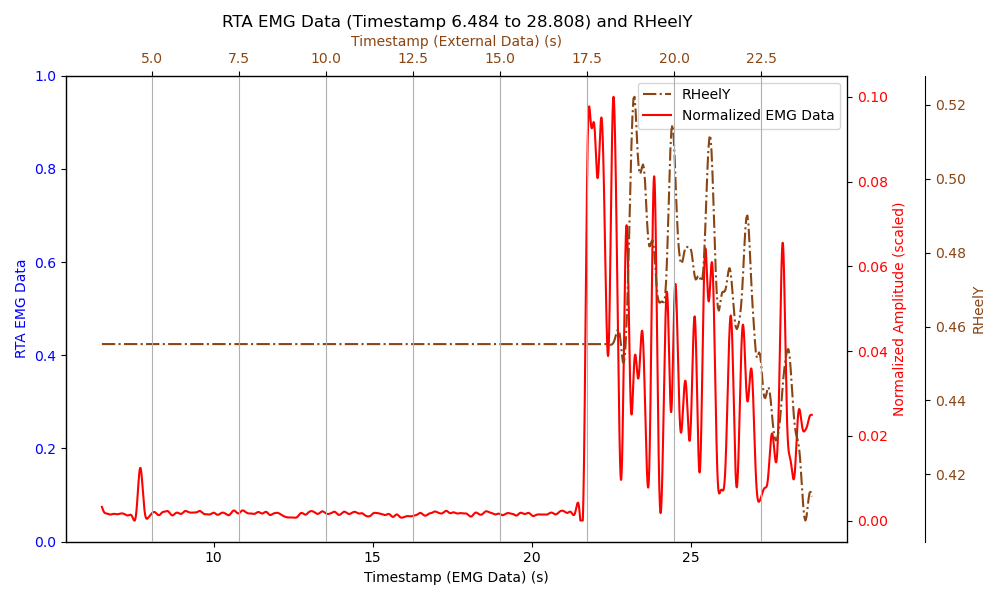 RTA EMG Data (Timestamp 6.484 to 28.808) and RHeelY
Timestamp (External Data) (s)
5.0 7.5 10.0 12.5 15.0 17.5 20.0 22.5
RHeelY
Normalized EMG Data
1.0
0.8
0.6
0.4
0.2
0.0
RTA EMG Data
0.10
0.08
0.06
0.04
0.02
0.00
Normalized Amplitude (scaled)
0.52
0.50
0.48
0.46
0.44
0.42
RHeelY
10 15 20 25
Timestamp (EMG Data) (s)